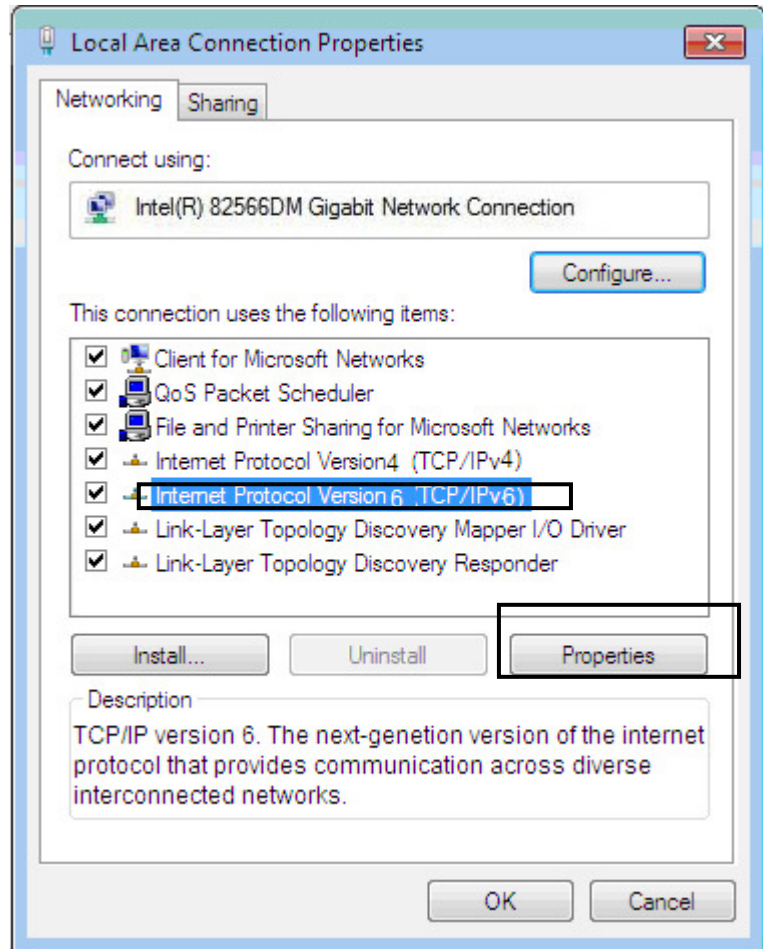 Local Area Connection Properties
Networking Sharing
Connect using:
Intel(R) 82566DM Gigabit Network Connection
Configure...
This connection uses the following items:
Client for Microsoft Networks
QoS Packet Scheduler
File and Printer Sharing for Microsoft Networks
Internet Protocol Version4 (TCP/IPv4)
Internet Protocol Version 6 (TCP/IPv6)
Link-Layer Topology Discovery Mapper I/O Driver
Link-Layer Topology Discovery Responder
Install... Uninstall Properties
Description
TCP/IP version 6. The next-genetion version of the internet
protocol that provides communication across diverse
interconnected networks.
OK Cancel